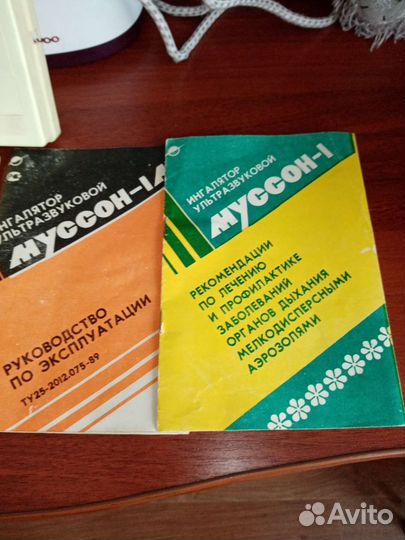 ИНГАЛЯТОР
УЛЬТРАЗВУКОВОЙ
МУССОН-1А
РУКОВОДСТВО
ПО ЭКСПЛУАТАЦИИ
ТУ25-2012.075-89
ИНГАЛЯТОР
УЛЬТРАЗВУКОВОЙ
МУССОН-1
РЕКОМЕНДАЦИИ
ПО ЛЕЧЕНИЮ
И ПРОФИЛАКТИКЕ
ЗАБОЛЕВАНИЙ
ОРГАНОВ ДЫХАНИЯ
МЕЛКОДИСПЕРСНЫМИ
АЭРОЗОЛЯМИ
Avito